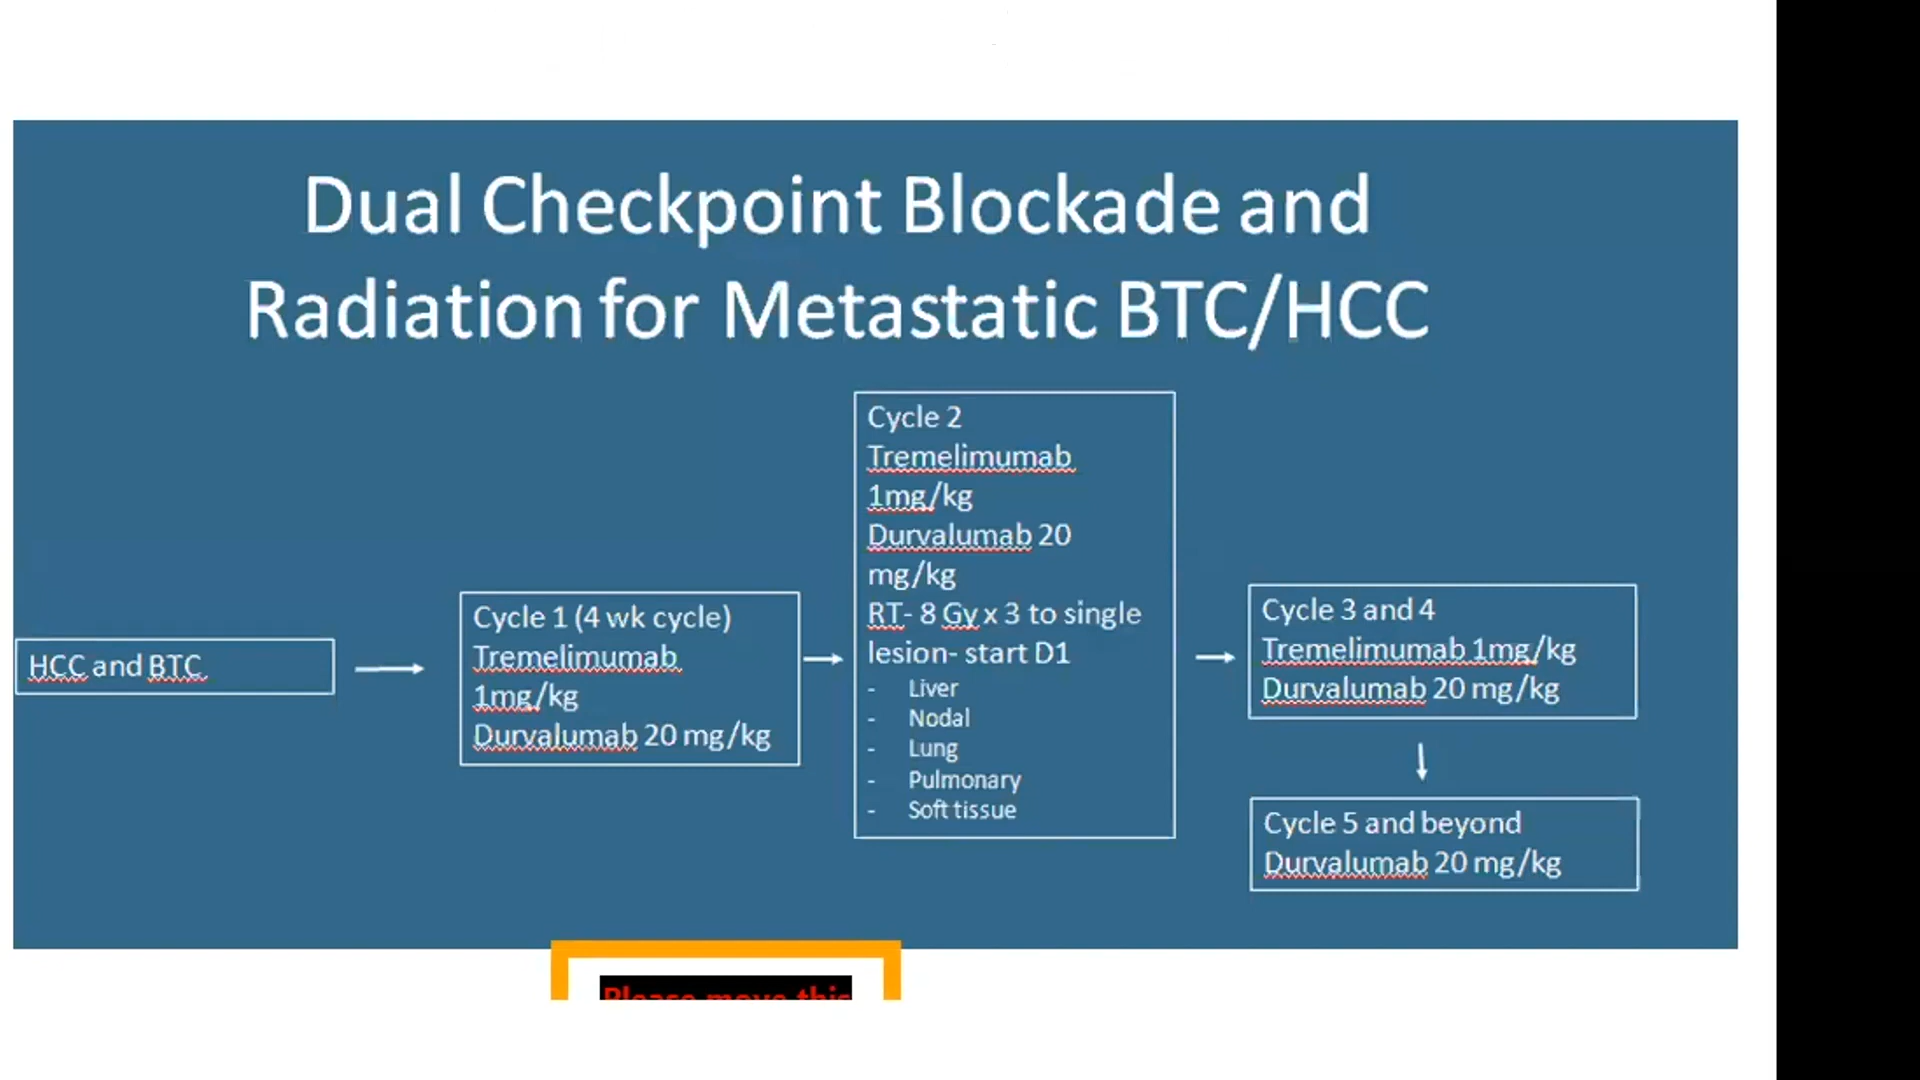 Dual Checkpoint Blockade and
Radiation for Metastatic BTC/HCC
HCC and BTC
Cycle 1 (4 wk cycle)
Tremelimumab
1mg/kg
Durvalumab 20 mg/kg
Cycle 2
Tremelimumab
1mg/kg
Durvalumab 20
mg/kg
RT- 8 Gy x 3 to single
lesion- start D1
- Liver
- Nodal
- Lung
- Pulmonary
- Soft tissue
Cycle 3 and 4
Tremelimumab 1mg/kg
Durvalumab 20 mg/kg
Cycle 5 and beyond
Durvalumab 20 mg/kg
Please move this